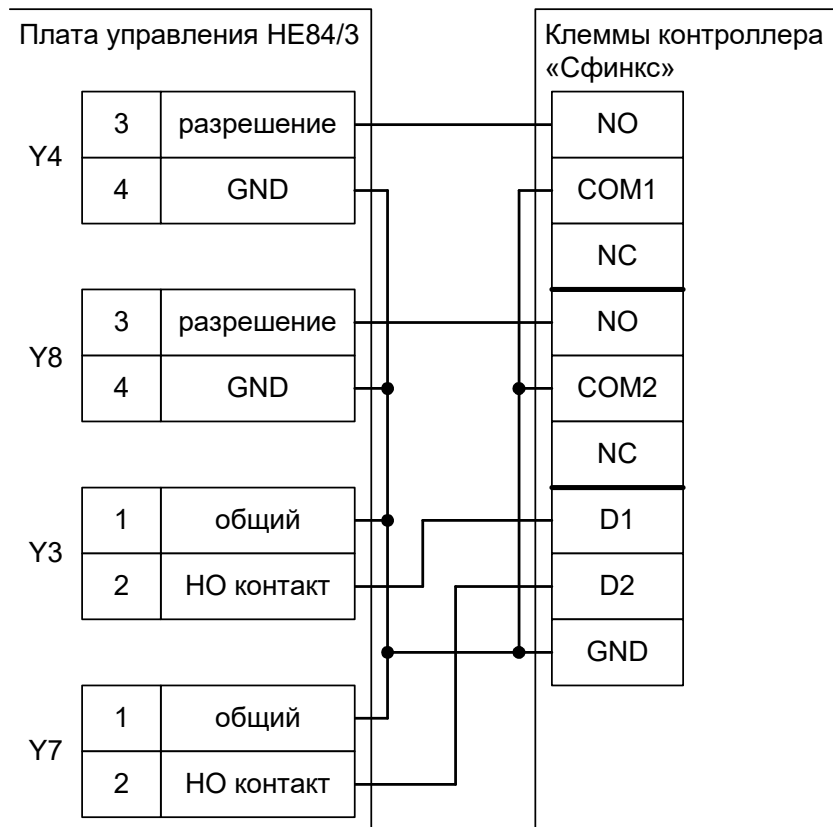 Плата управления НЕ84/3
Клеммы контроллера
«Сфинкс»
Y4
3 разрешение
4 GND
Y8
3 разрешение
4 GND
Y3
1 общий
2 НО контакт
Y7
1 общий
2 НО контакт
NO
COM1
NC
NO
COM2
NC
D1
D2
GND